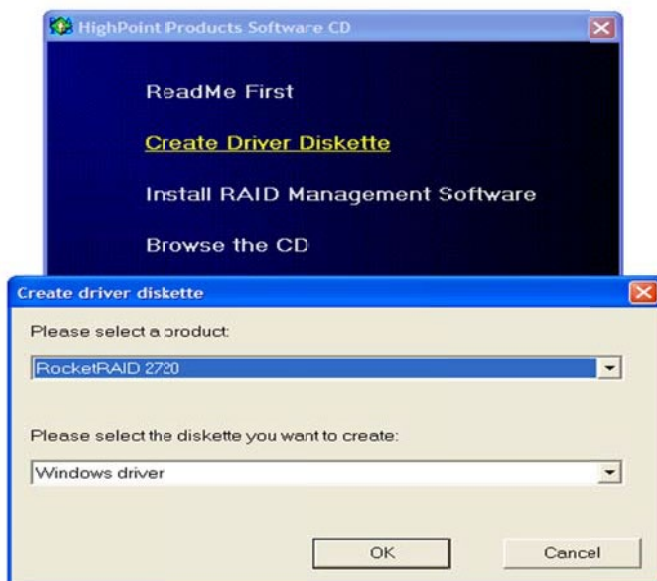 HighPoint Products Software CD
ReadMe First
Create Driver Diskette
Install RAID Management Software
Browse the CD
Create driver diskette
Please select a product:
RocketRAID 2720
Please select the diskette you want to create:
Windows driver
OK
Cancel